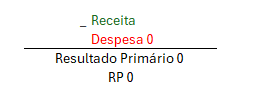 _ Receita
Despesa 0
Resultado Primário 0
RP 0